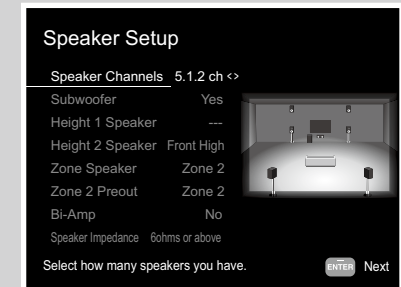 Speaker Setup
Speaker Channels 5.1.2 ch <>
Subwoofer Yes
Height 1 Speaker ---
Height 2 Speaker Front High
Zone Speaker Zone 2
Zone 2 Preout Zone 2
Bi-Amp No
Speaker Impedance 6ohms or above
Select how many speakers you have.
ENTER Next